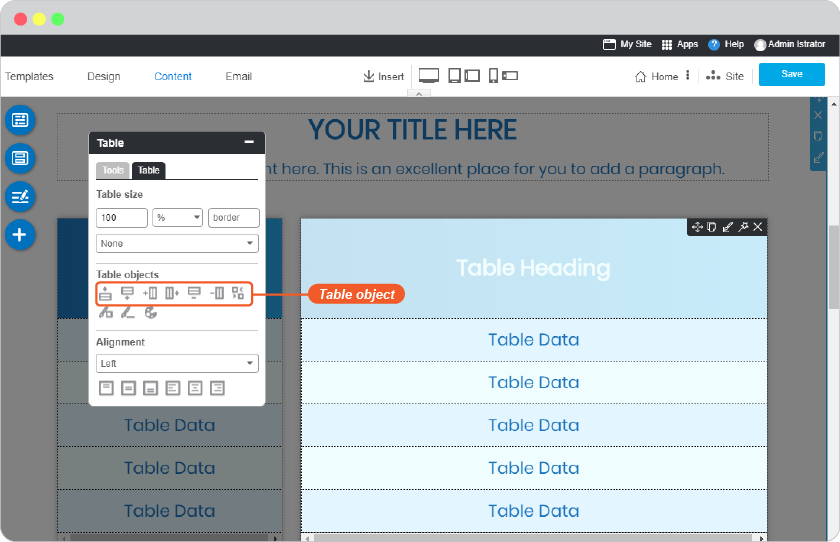 My Site Apps Help Admin Istrator
Templates Design Content Email Insert Home Site Save
YOUR TITLE HERE
nt here. This is an excellent place for you to add a paragraph.
Table
Tools Table
Table size
100 % border
None
Table objects
Table object
Alignment
Left
Table Heading
Table Data
Table Data
Table Data Table Data
Table Data Table Data
Table Data Table Data